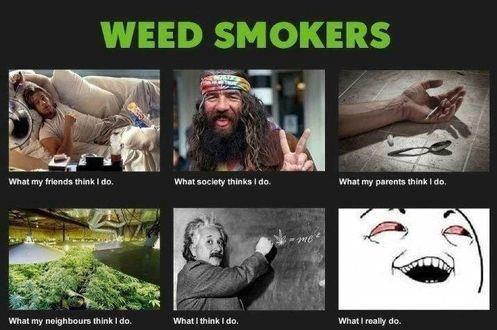 WEED SMOKERS
What my friends think I do.
What society thinks I do.
What my parents think I do.
= mc²
What my neighbours think I do.
What I think I do.
What I really do.